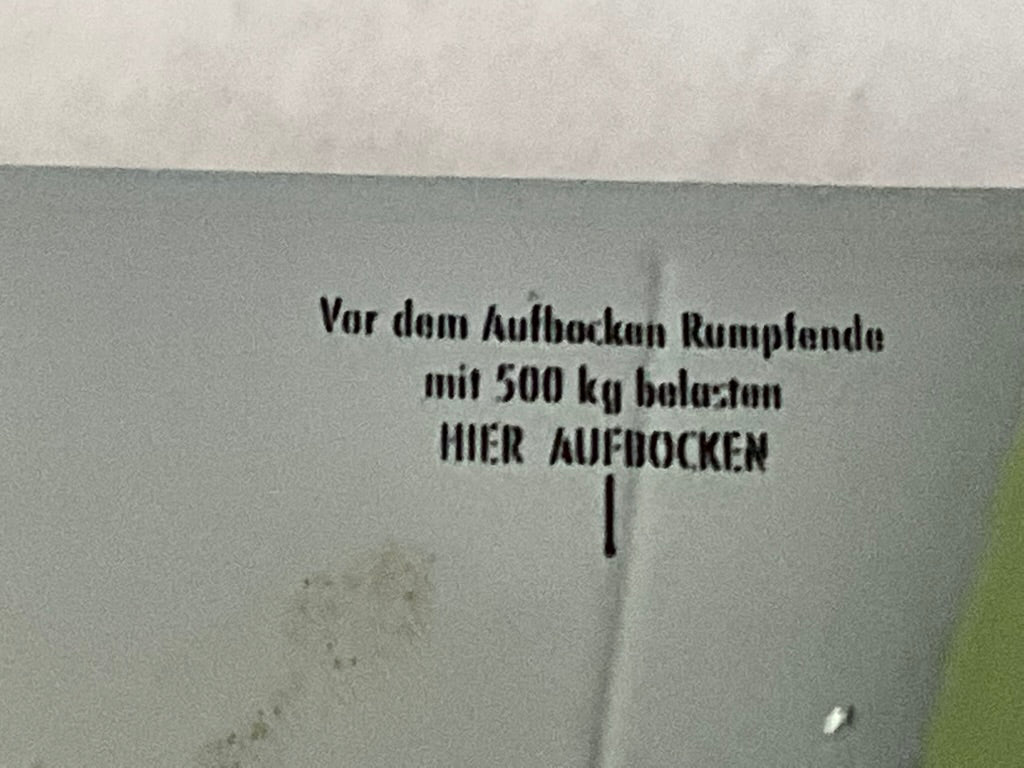 Vor dem Aufbocken Rumpfende
mit 500 kg belasten
HIER AUFBOCKEN